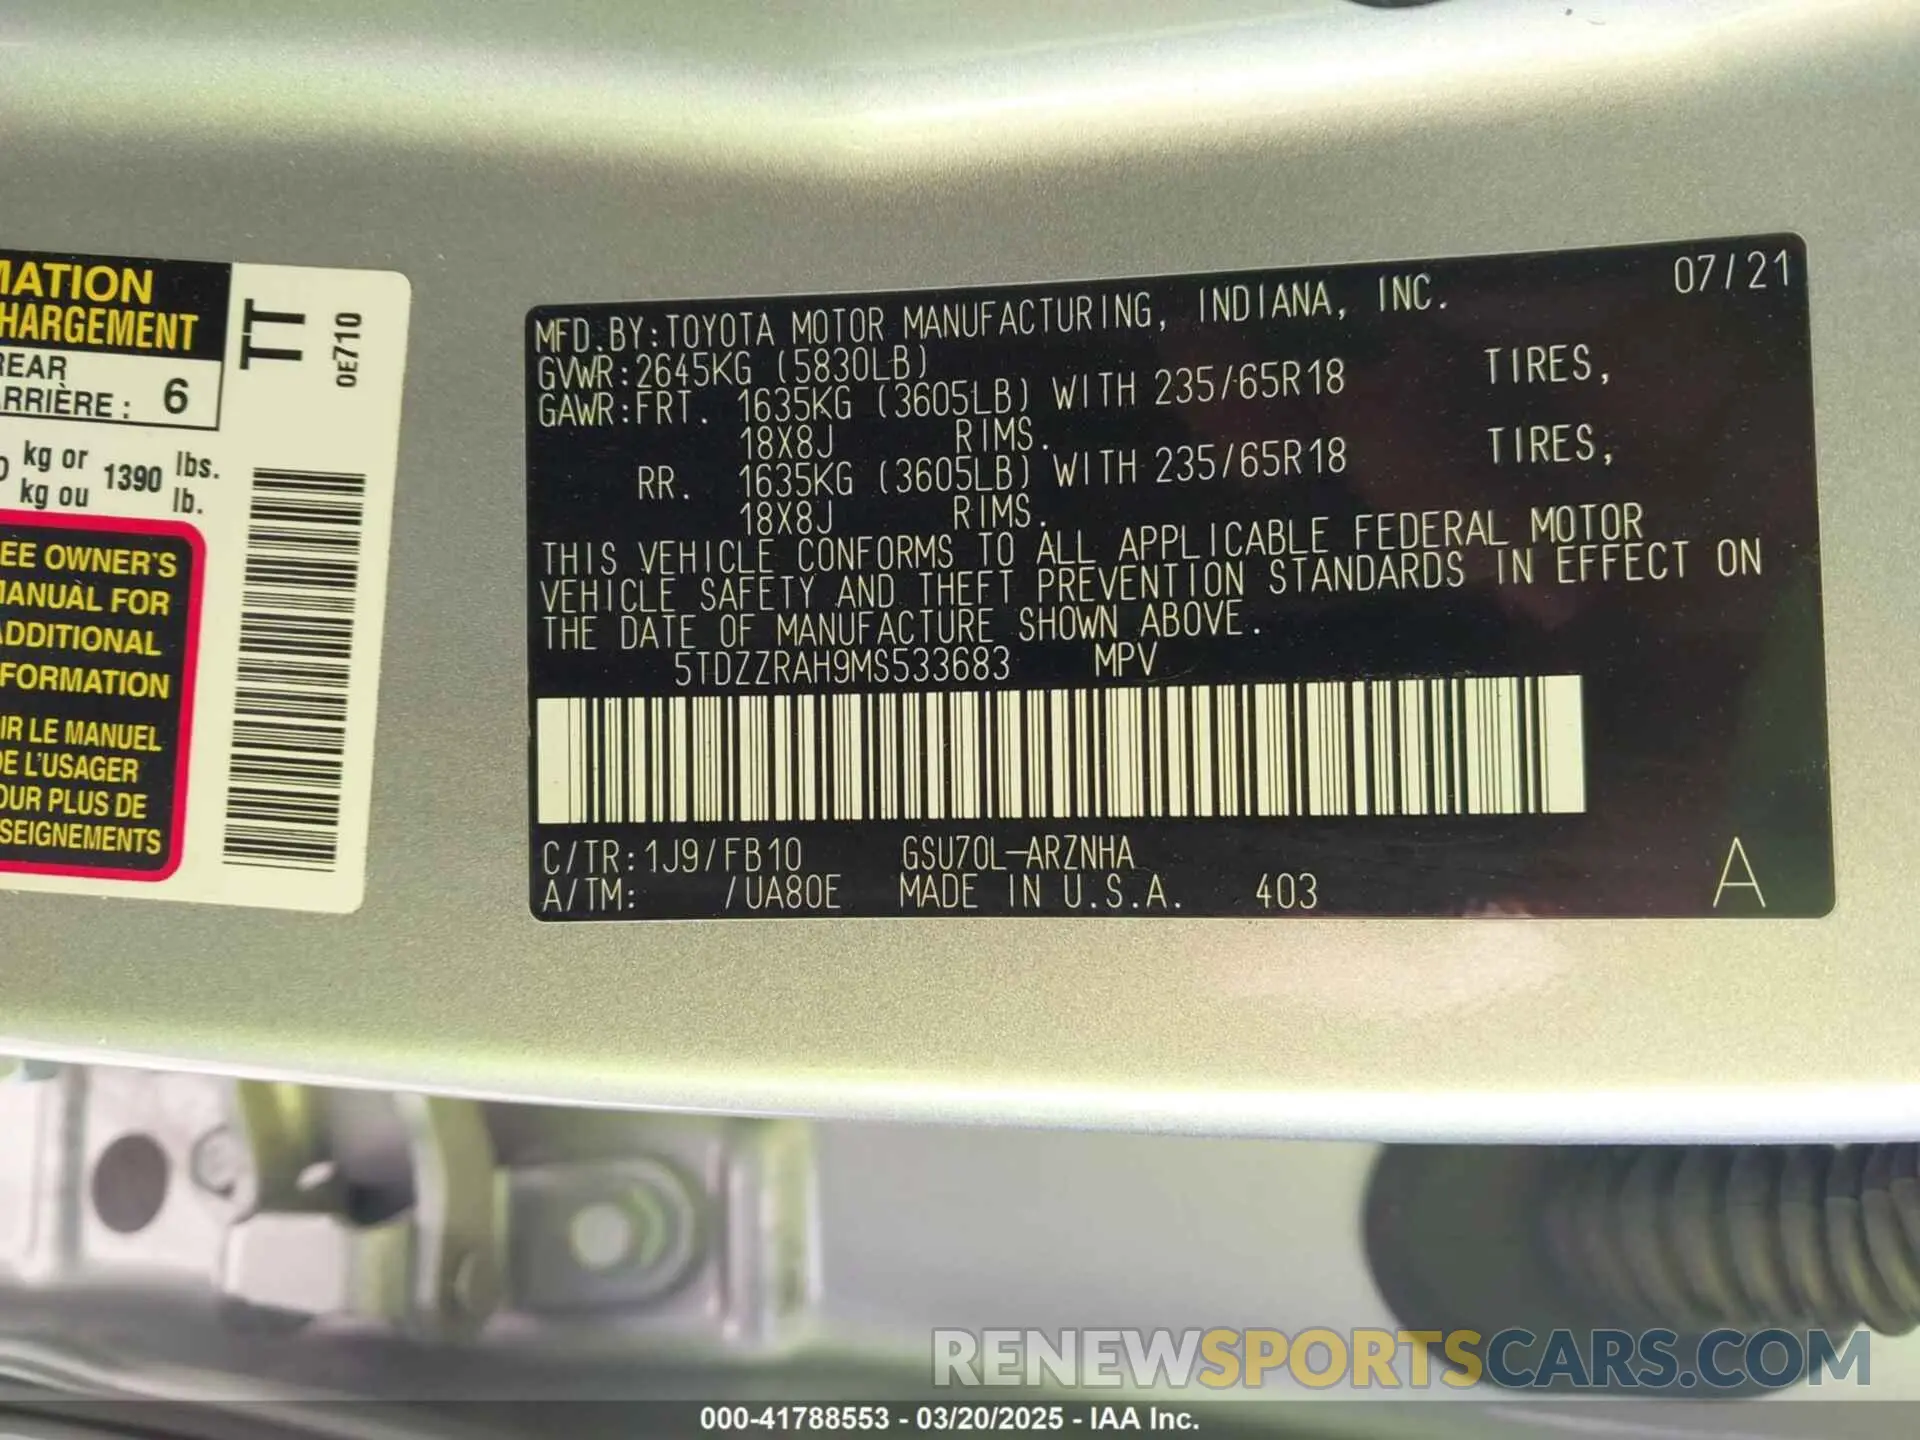 MATION
HARGEMENT
REAR
ARRIÈRE : 6
kg or
kg ou
1390
lbs.
lb.
EE OWNER'S
MANUAL FOR
ADDITIONAL
FORMATION
IR LE MANUEL
DE L'USAGER
OUR PLUS DE
SEIGNEMENTS
TT
0E710
07/21
MFD.BY:TOYOTA MOTOR MANUFACTURING, INDIANA, INC.
GVWR:2645KG (5830LB)
GAWR:FRT. 1635KG (3605LB) WITH 235/65R18 TIRES,
18X8J RIMS.
RR. 1635KG (3605LB) WITH 235/65R18 TIRES,
18X8J RIMS.
THIS VEHICLE CONFORMS TO ALL APPLICABLE FEDERAL MOTOR
VEHICLE SAFETY AND THEFT PREVENTION STANDARDS IN EFFECT ON
THE DATE OF MANUFACTURE SHOWN ABOVE.
5TDZZRAH9MS533683 MPV
C/TR:1J9/FB10 GSU70L-ARZNHA
A/TM: /UA80E MADE IN U.S.A. 403
A
RENEWSPORTSCARS.COM
000-41788553 - 03/20/2025 - IAA Inc.